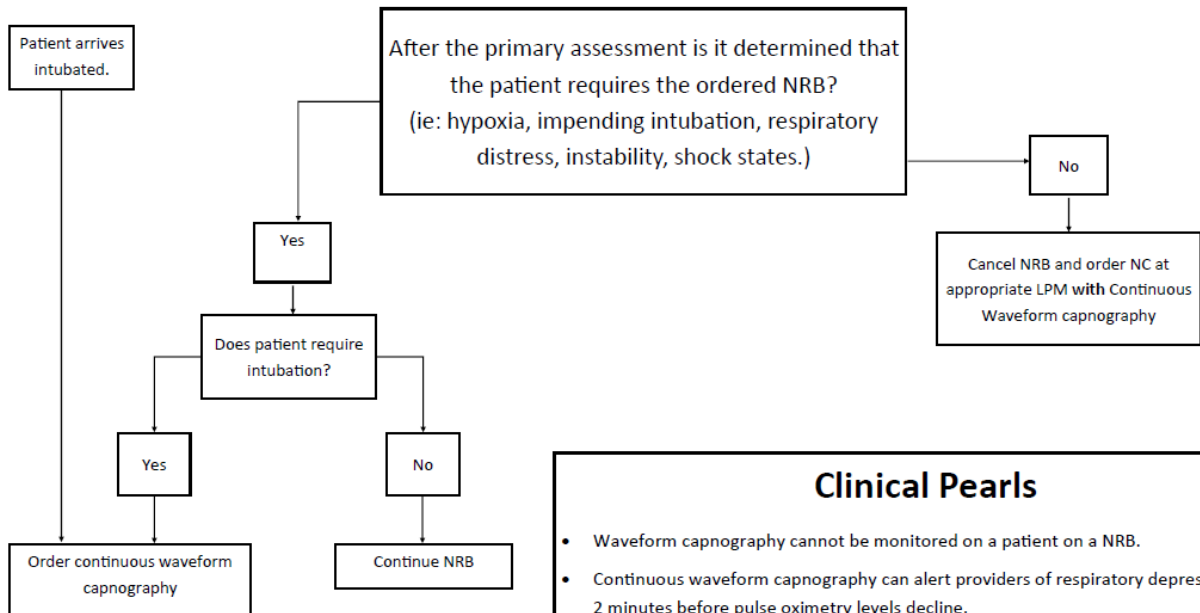 Patient arrives
intubated.
After the primary assessment is it determined that
the patient requires the ordered NRB?
(ie: hypoxia, impending intubation, respiratory
distress, instability, shock states.)
No
Yes
Cancel NRB and order NC at
appropriate LPM with Continuous
Waveform capnography
Does patient require
intubation?
Yes
No
Order continuous waveform
capnography
Continue NRB
Clinical Pearls
• Waveform capnography cannot be monitored on a patient on a NRB.
• Continuous waveform capnography can alert providers of respiratory depres
2 minutes before pulse oximetry levels decline.